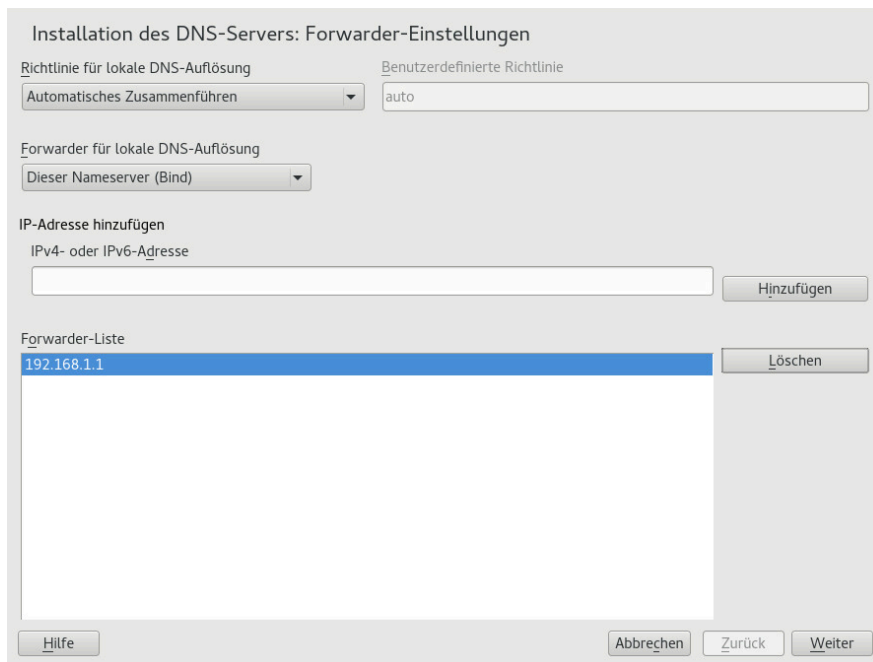 Installation des DNS-Servers: Forwarder-Einstellungen
Richtlinie für lokale DNS-Auflösung
Benutzerdefinierte Richtlinie
Automatisches Zusammenführen
auto
Forwarder für lokale DNS-Auflösung
Dieser Nameserver (Bind)
IP-Adresse hinzufügen
IPv4- oder IPv6-Adresse
Hinzufügen
Forwarder-Liste
192.168.1.1
Löschen
Hilfe
Abbrechen
Zurück
Weiter